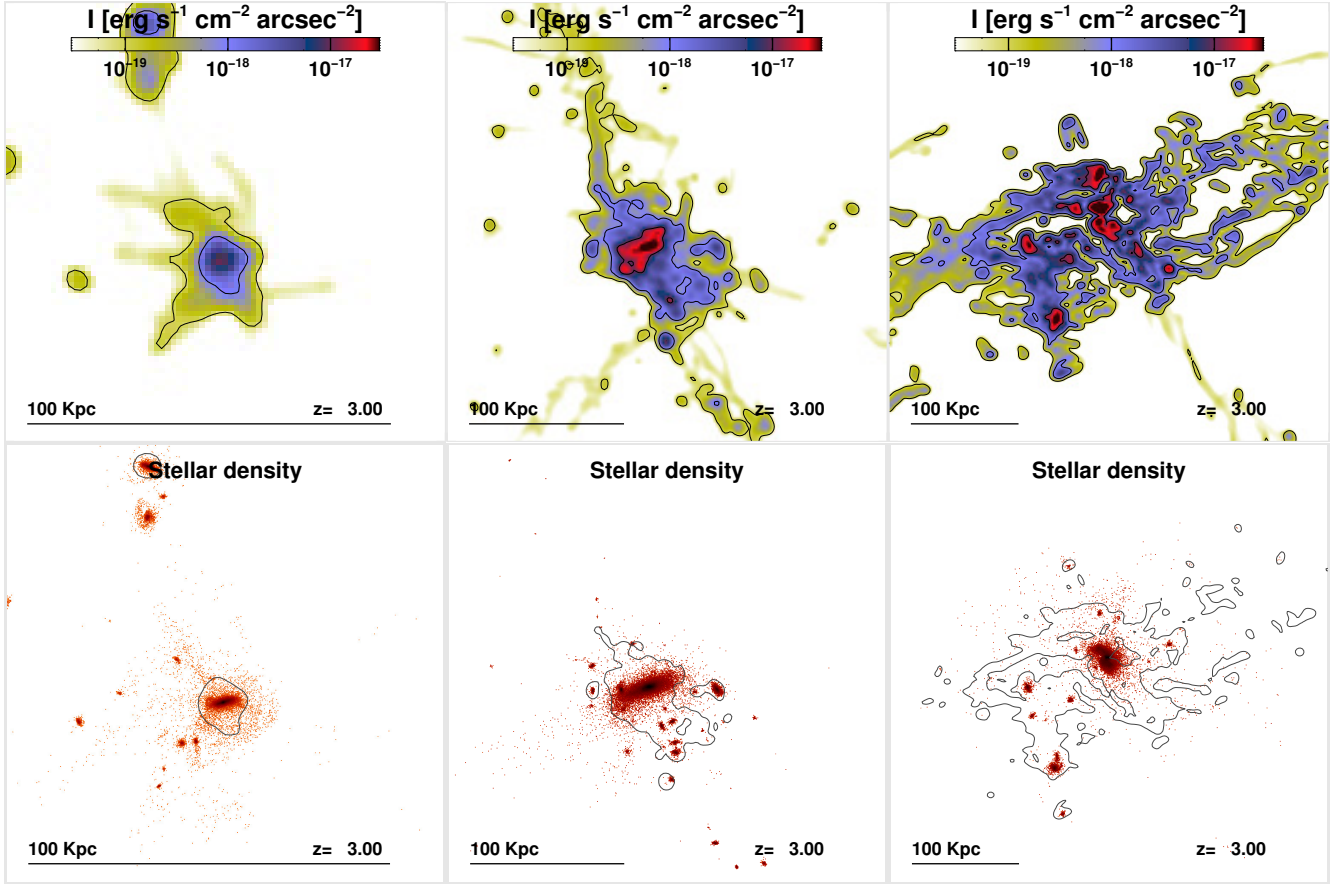 I [erg s⁻¹ cm⁻² arcsec⁻²]
10⁻¹⁹ 10⁻¹⁸ 10⁻¹⁷
100 Kpc z= 3.00
I [erg s⁻¹ cm⁻² arcsec⁻²]
10⁻¹⁹ 10⁻¹⁸ 10⁻¹⁷
100 Kpc z= 3.00
I [erg s⁻¹ cm⁻² arcsec⁻²]
10⁻¹⁹ 10⁻¹⁸ 10⁻¹⁷
100 Kpc z= 3.00
Stellar density
100 Kpc z= 3.00
Stellar density
100 Kpc z= 3.00
Stellar density
100 Kpc z= 3.00